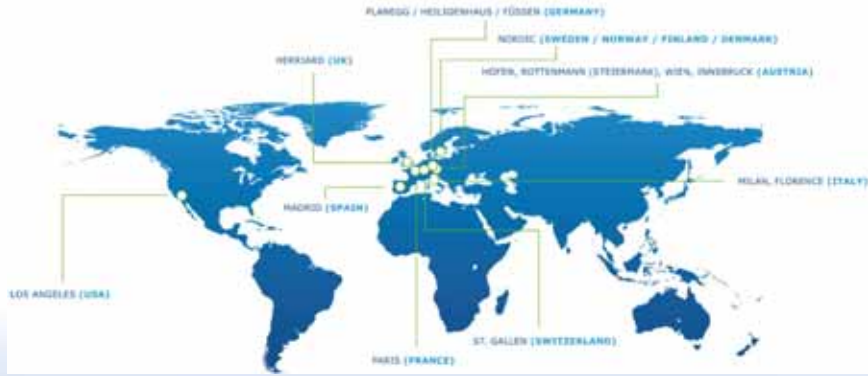 PLANEGG / HEILIGENHAUS / FÜSSEN (GERMANY)
NORDIC (SWEDEN / NORWAY / FINLAND / DENMARK)
HERRIARD (UK)
HÖFEN, ROTTENMANN (STEIERMARK), WIEN, INNSBRUCK (AUSTRIA)
MILAN, FLORENCE (ITALY)
MADRID (SPAIN)
LOS ANGELES (USA)
ST. GALLEN (SWITZERLAND)
PARIS (FRANCE)